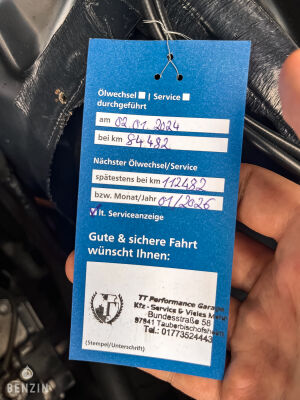 Ölwechsel | Service
durchgeführt
am 02.01.2024
bei km 84482
Nächster Ölwechsel/Service
spätestens bei km 112482
bzw. Monat/Jahr 01/2026
lt. Serviceanzeige
Gute & sichere Fahrt
wünscht Ihnen:
TT Performance Garage
Kfz - Service & Vieles Mehr
Bundesstraße 58
97941 Tauberbischofsheim
Tel.: 01773524443
(Stempel/Unterschrift)
BENZIN